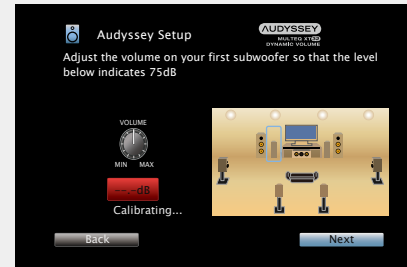 Audyssey Setup
AUDYSSEY
MULTEQ XT32
DYNAMIC VOLUME
Adjust the volume on your first subwoofer so that the level
below indicates 75dB
VOLUME
MIN MAX
--.-dB
Calibrating...
Back
Next